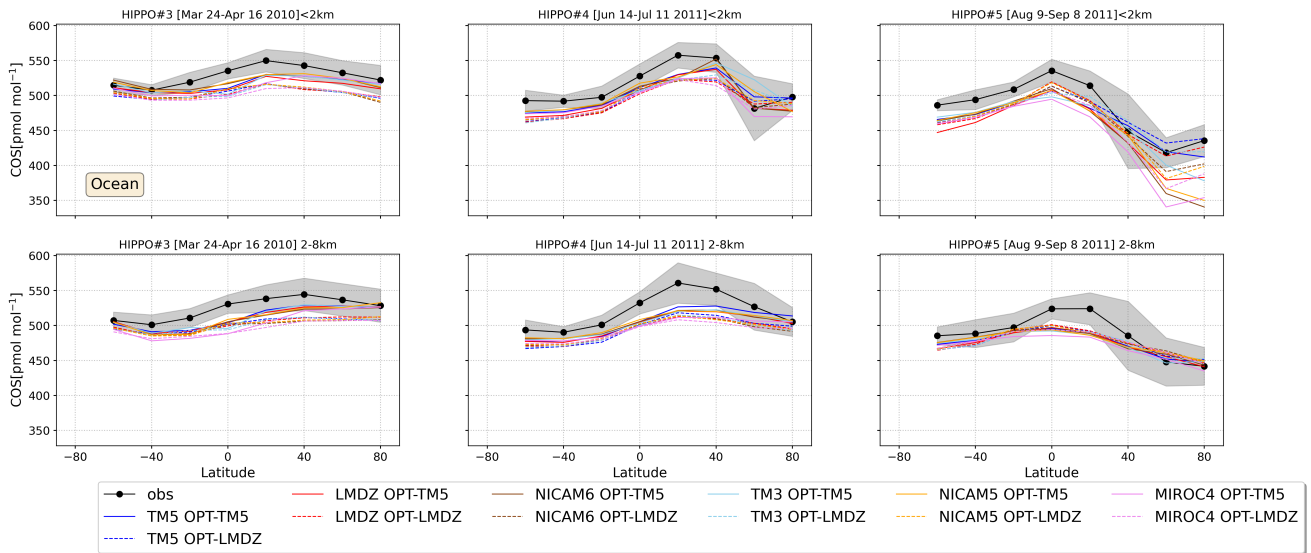 HIPPO#3 [Mar 24-Apr 16 2010]<2km
HIPPO#4 [Jun 14-Jul 11 2011]<2km
HIPPO#5 [Aug 9-Sep 8 2011]<2km
600
550
500
450
400
350
COS[pmol mol⁻¹]
Ocean
HIPPO#3 [Mar 24-Apr 16 2010] 2-8km
HIPPO#4 [Jun 14-Jul 11 2011] 2-8km
HIPPO#5 [Aug 9-Sep 8 2011] 2-8km
600
550
500
450
400
350
COS[pmol mol⁻¹]
−80 −40 0 40 80
−80 −40 0 40 80
−80 −40 0 40 80
Latitude
Latitude
Latitude
obs
TM5 OPT-TM5
TM5 OPT-LMDZ
LMDZ OPT-TM5
LMDZ OPT-LMDZ
NICAM6 OPT-TM5
NICAM6 OPT-LMDZ
TM3 OPT-TM5
TM3 OPT-LMDZ
NICAM5 OPT-TM5
NICAM5 OPT-LMDZ
MIROC4 OPT-TM5
MIROC4 OPT-LMDZ